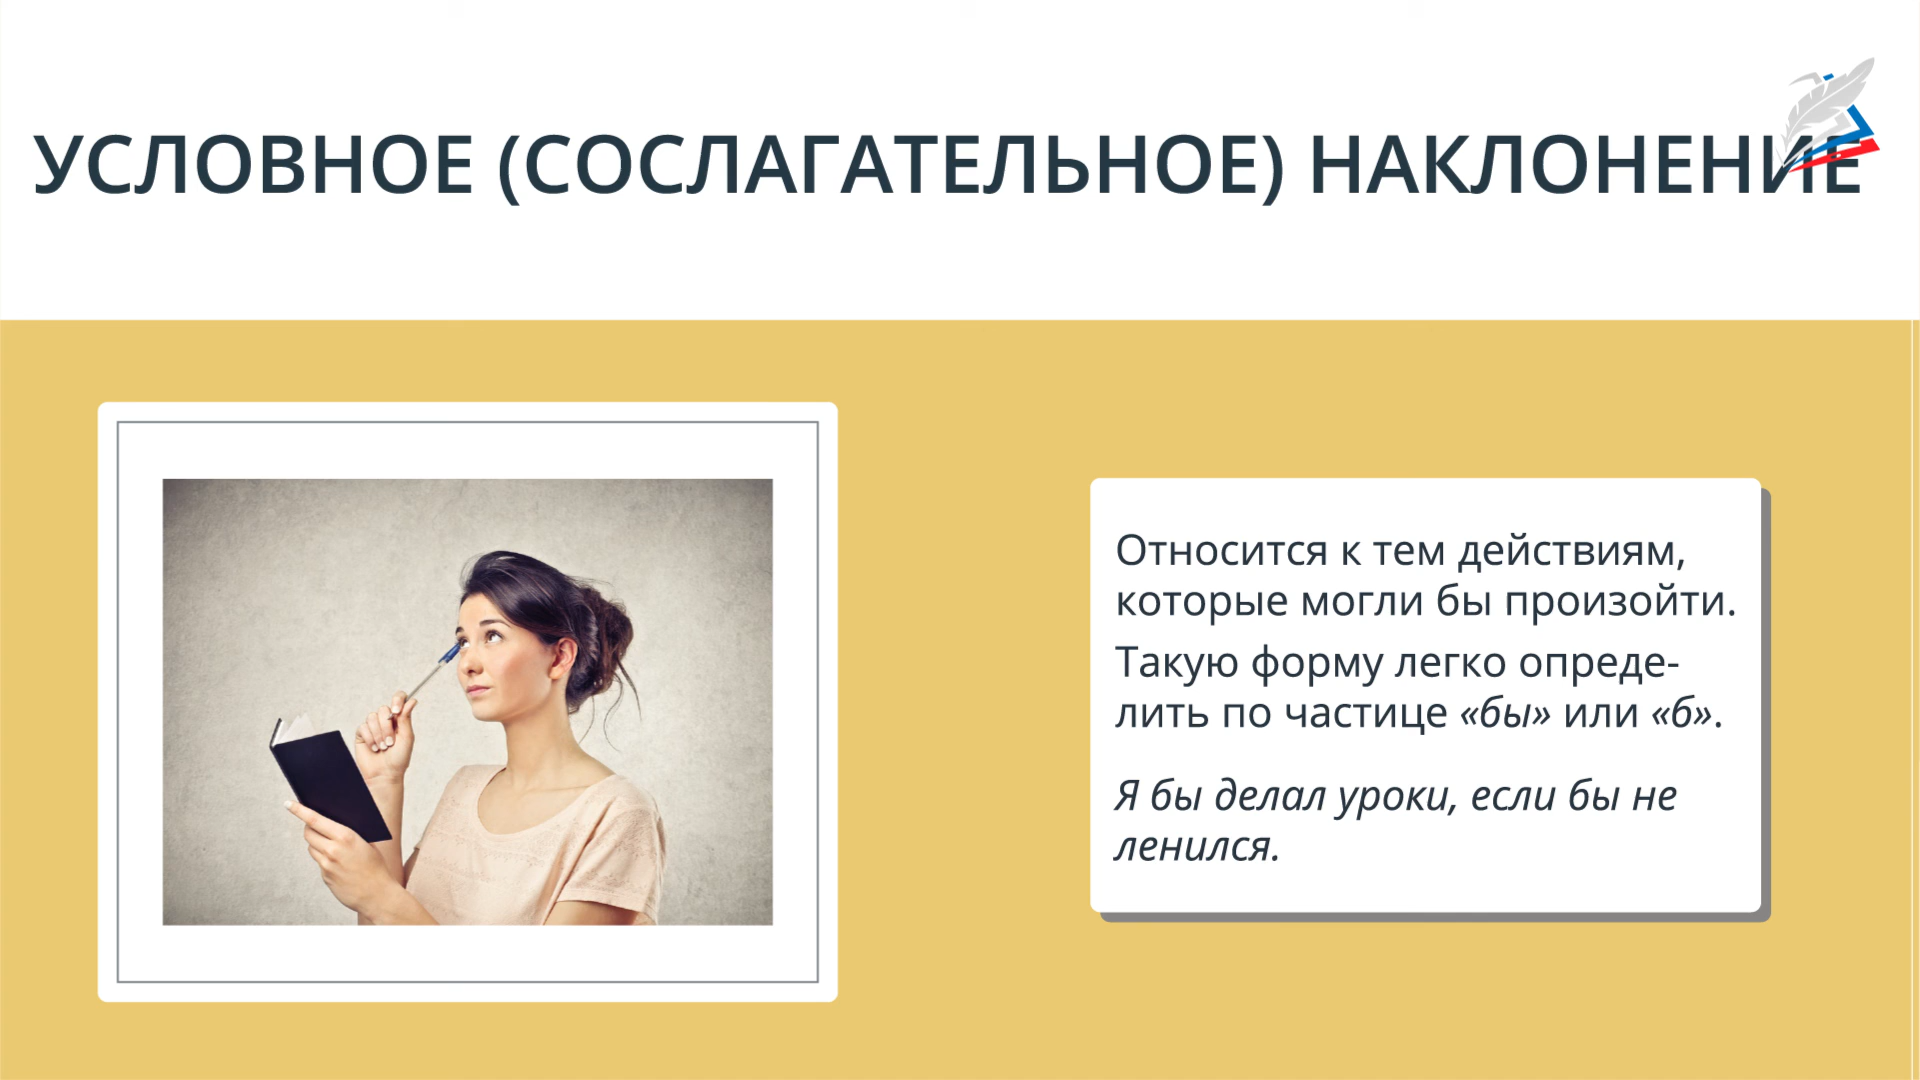 УСЛОВНОЕ (СОСЛАГАТЕЛЬНОЕ) НАКЛОНЕНИЕ
Относится к тем действиям,
которые могли бы произойти.
Такую форму легко опреде-
лить по частице «бы» или «б».
Я бы делал уроки, если бы не
ленился.